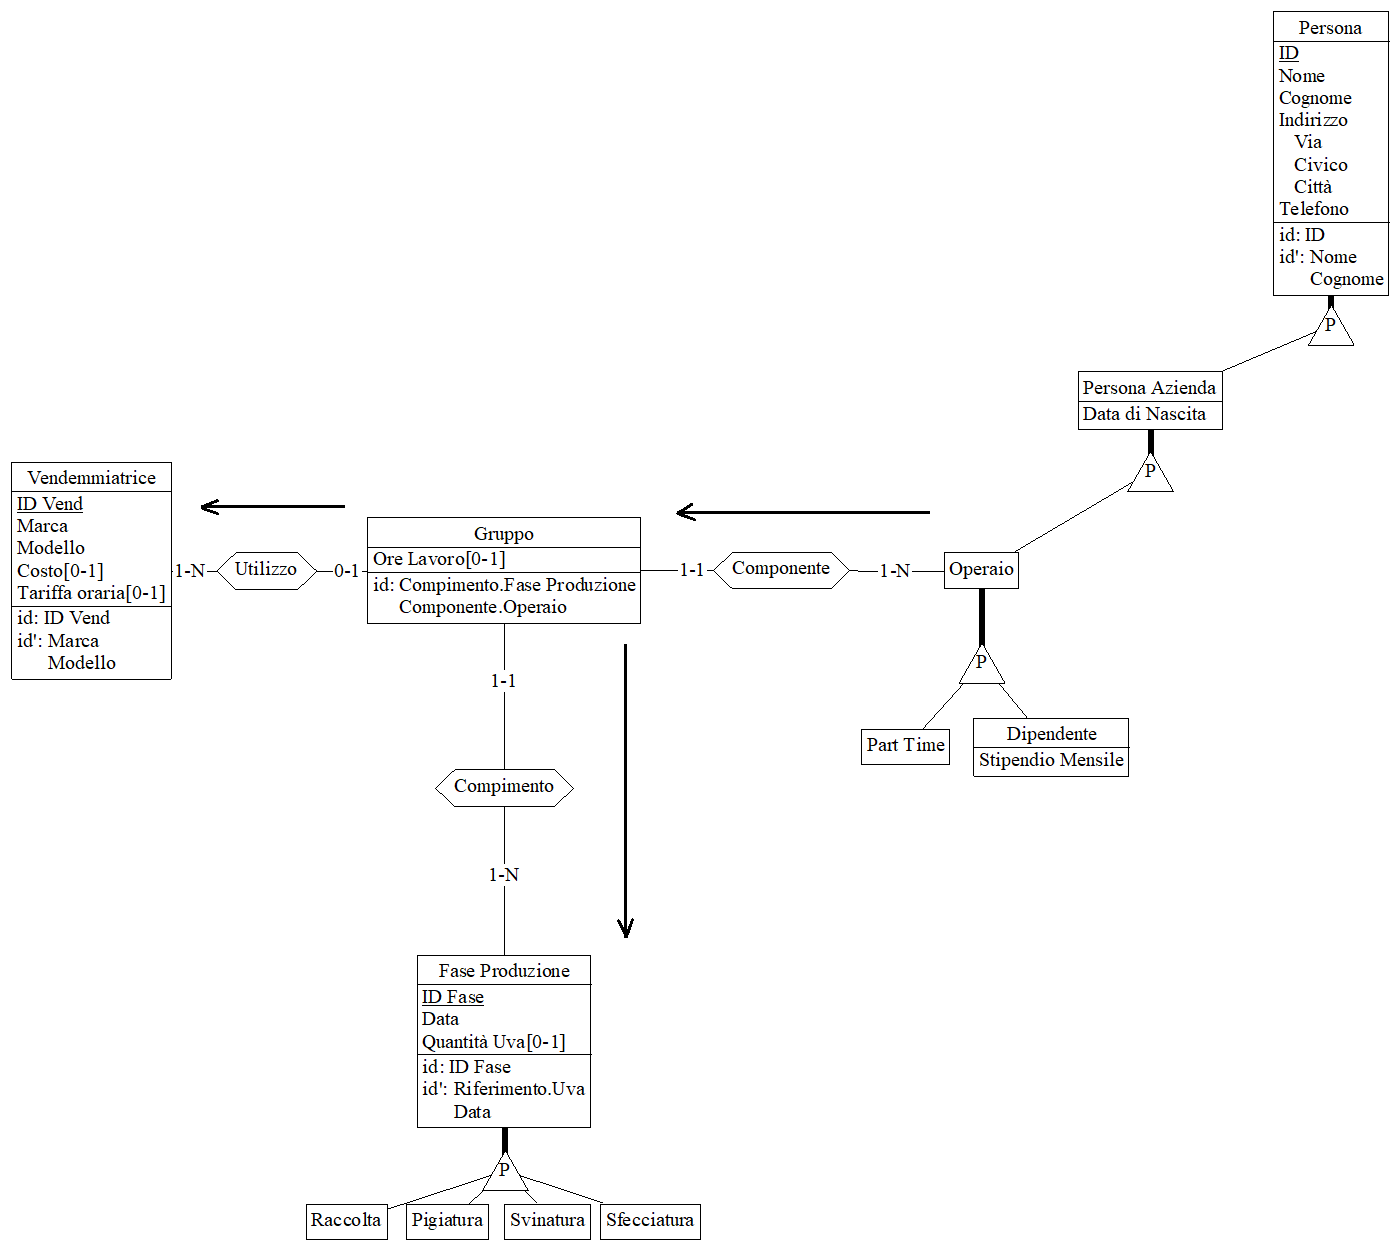 Persona
ID
Nome
Cognome
Indirizzo
Via
Civico
Città
Telefono
id: ID
id': Nome
Cognome
P
Persona Azienda
Data di Nascita
P
Vendemmiatrice
ID Vend
Marca
Modello
Costo[0-1]
Tariffa oraria[0-1]
id: ID Vend
id': Marca
Modello
1-N
Utilizzo
0-1
Gruppo
Ore Lavoro[0-1]
id: Compimento.Fase Produzione
Componente.Operaio
1-1
Componente
1-N
Operaio
P
Part Time
Dipendente
Stipendio Mensile
1-1
Compimento
1-N
Fase Produzione
ID Fase
Data
Quantità Uva[0-1]
id: ID Fase
id': Riferimento.Uva
Data
P
Raccolta
Pigiatura
Svinatura
Sfecciatura